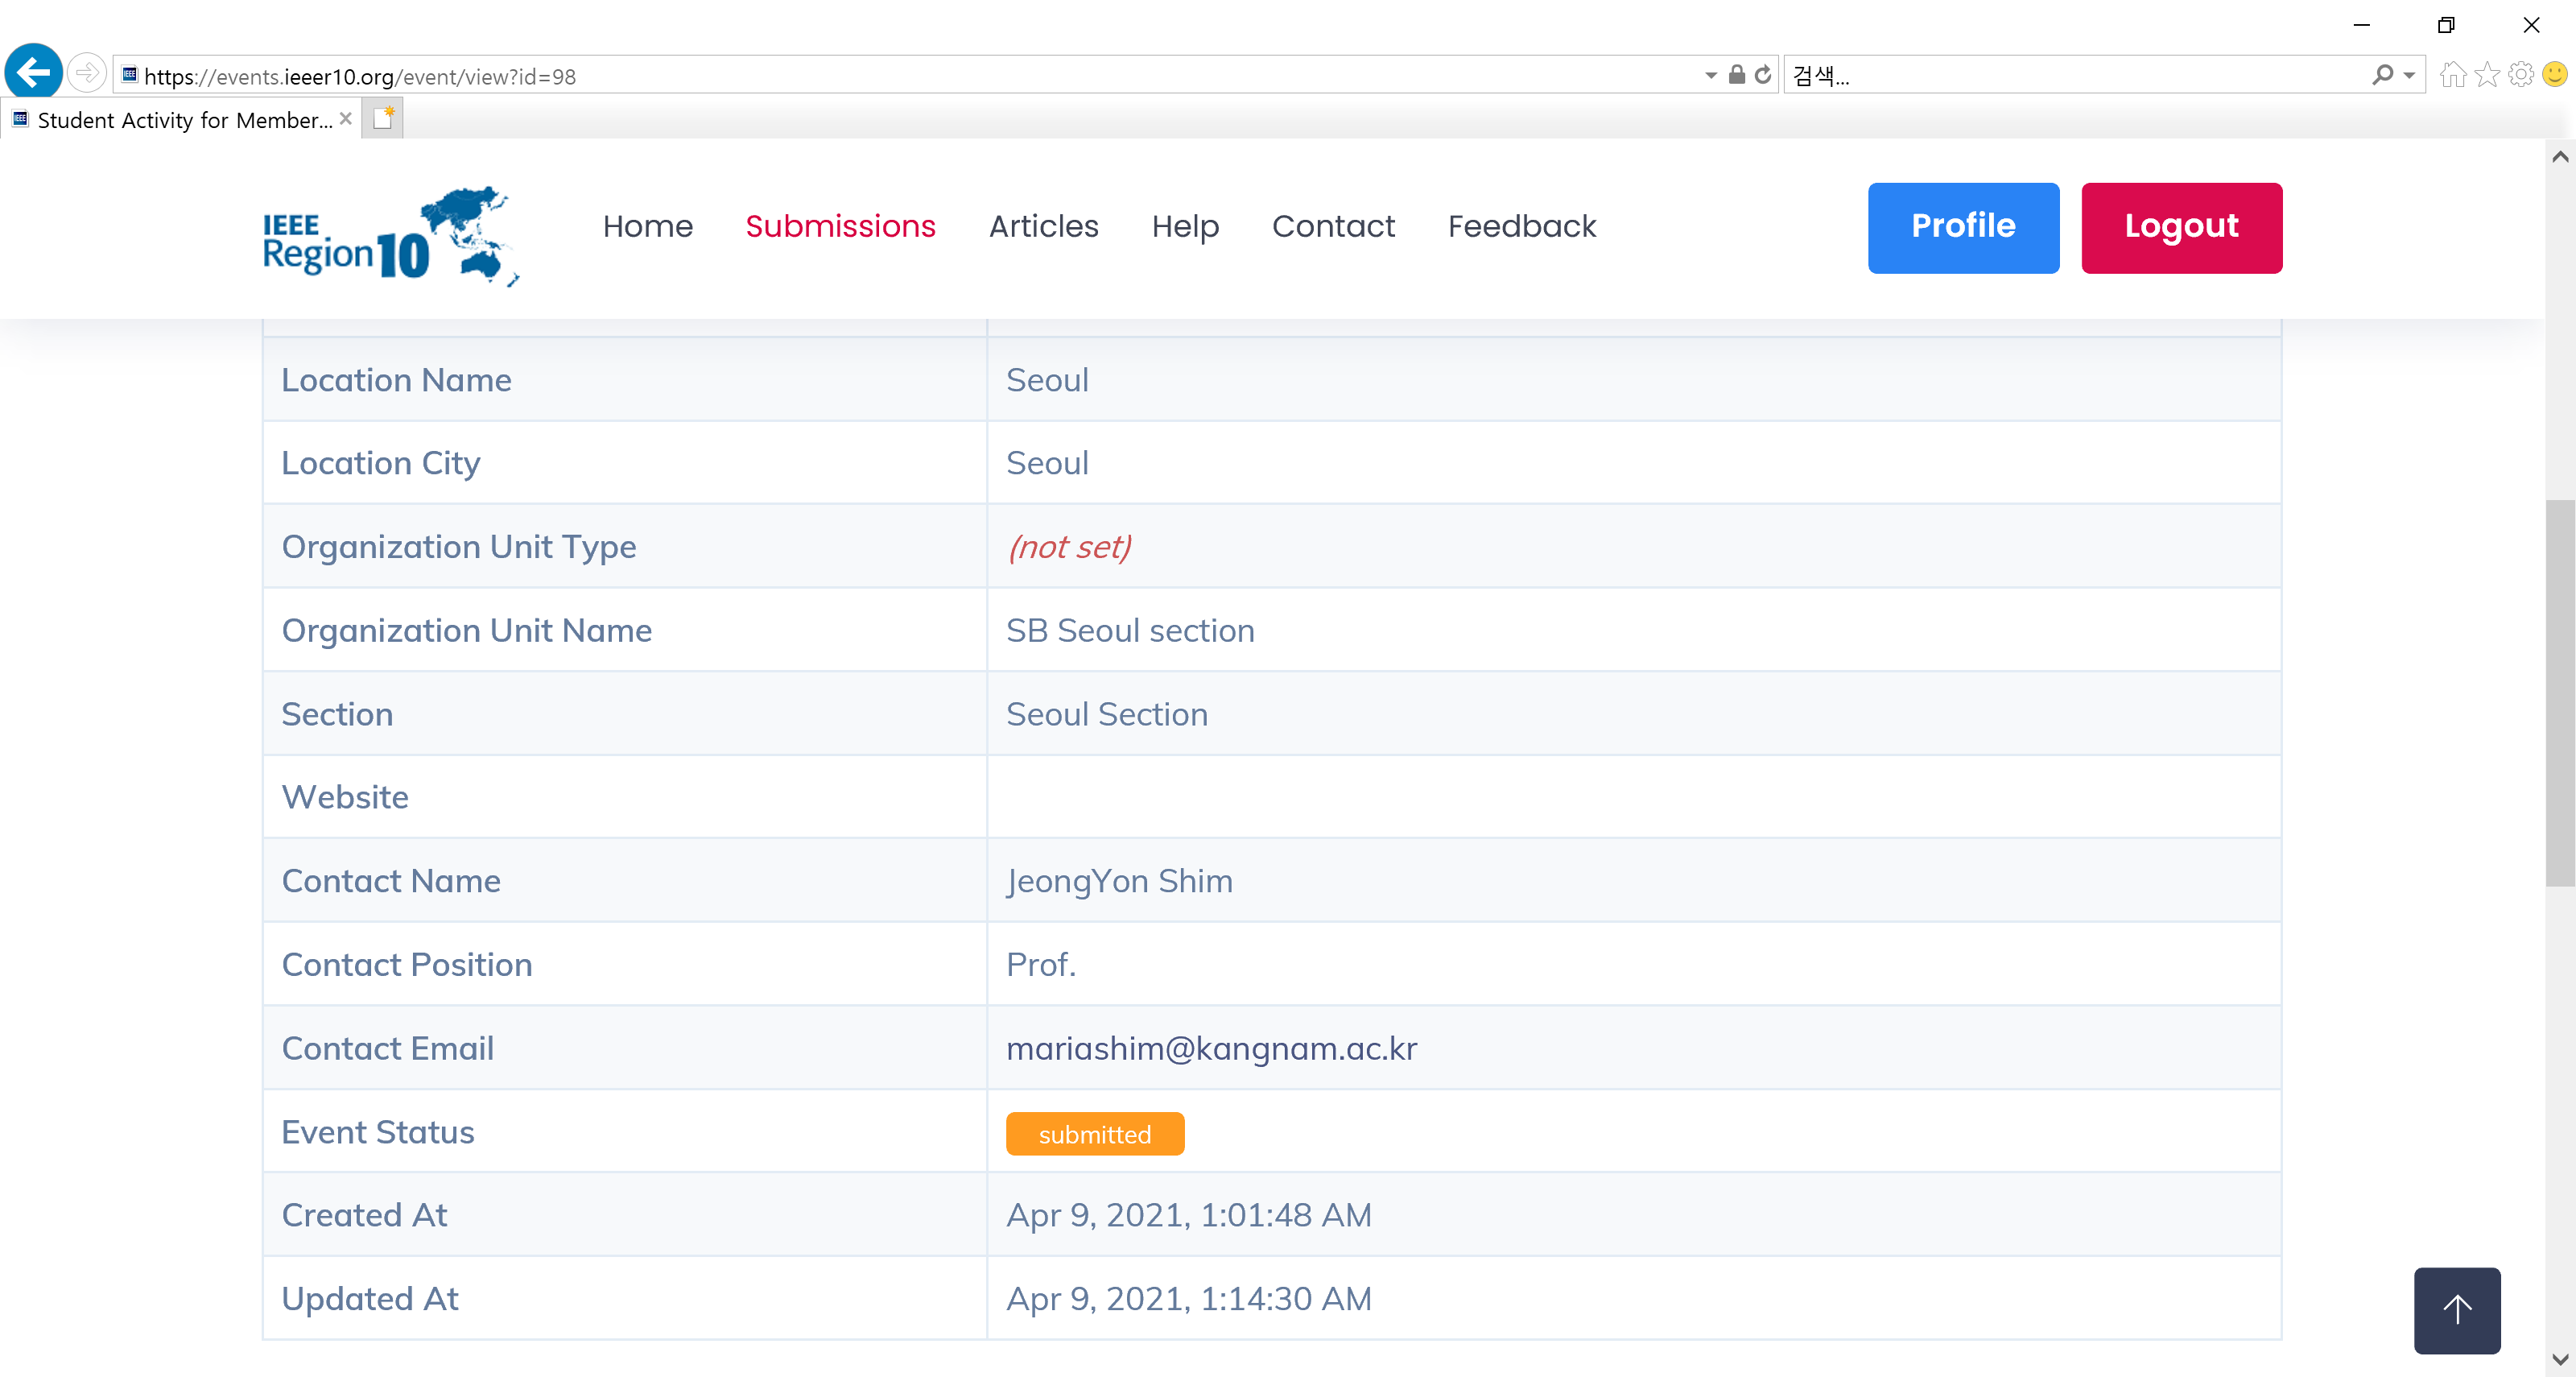 https://events.ieeer10.org/event/view?id=98
검색...
Student Activity for Member...
IEEE
Region 10
Home Submissions Articles Help Contact Feedback Profile Logout
Location Name Seoul
Location City Seoul
Organization Unit Type (not set)
Organization Unit Name SB Seoul section
Section Seoul Section
Website
Contact Name JeongYon Shim
Contact Position Prof.
Contact Email mariashim@kangnam.ac.kr
Event Status submitted
Created At Apr 9, 2021, 1:01:48 AM
Updated At Apr 9, 2021, 1:14:30 AM